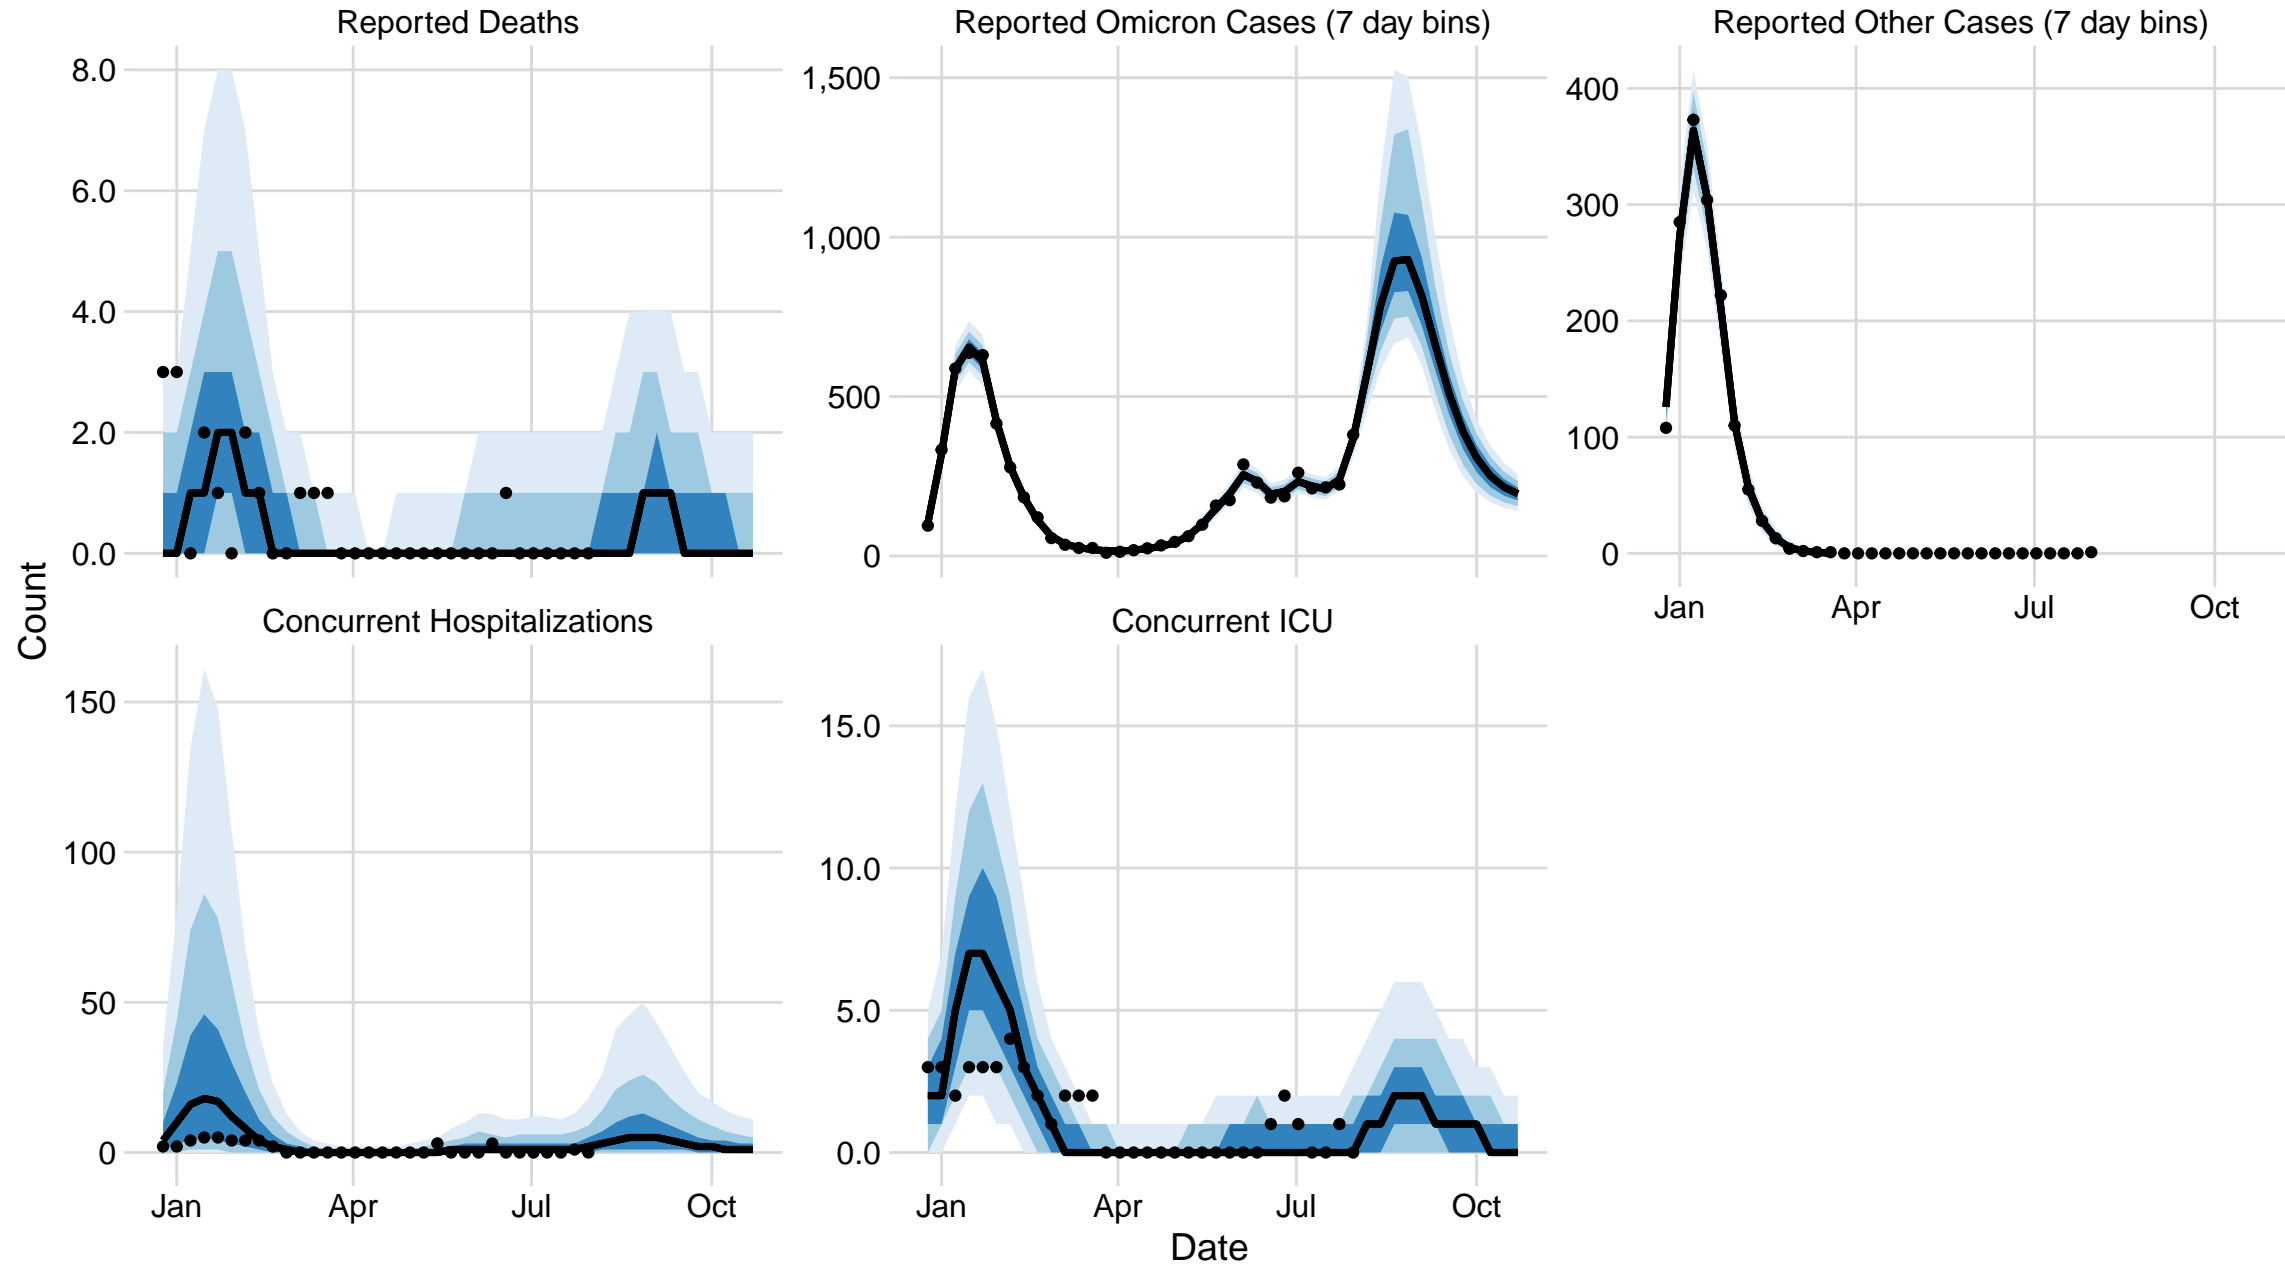 Reported Deaths
Reported Omicron Cases (7 day bins)
Reported Other Cases (7 day bins)
8.0
6.0
4.0
2.0
0.0
1,500
1,000
500
0
400
300
200
100
0
Jan Apr Jul Oct
Count
Concurrent Hospitalizations
Concurrent ICU
150
100
50
0
15.0
10.0
5.0
0.0
Jan Apr Jul Oct
Jan Apr Jul Oct
Date